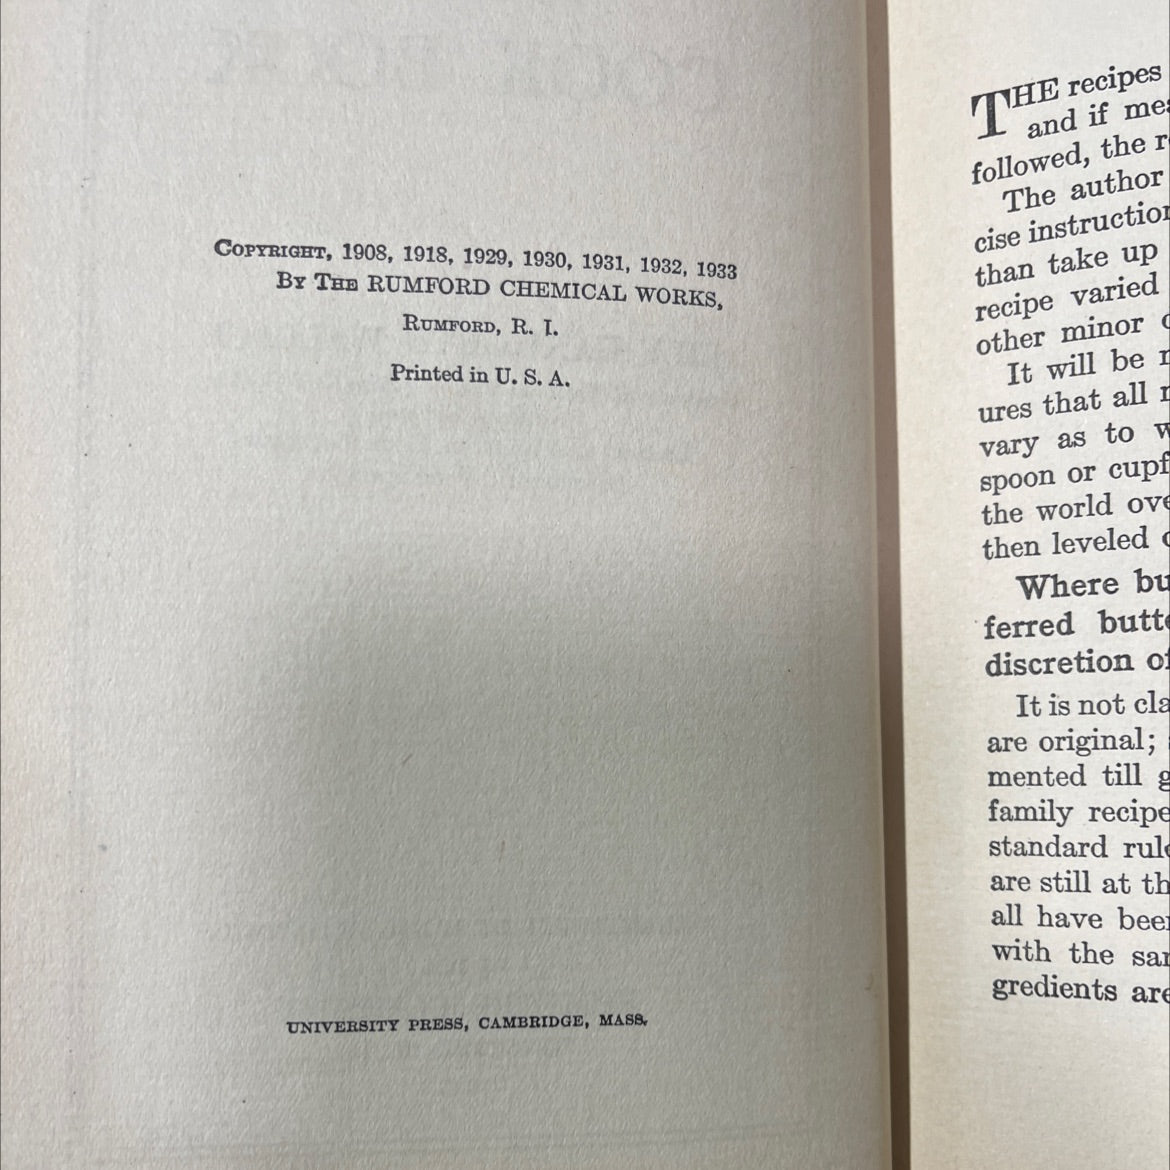 COPYRIGHT, 1908, 1918, 1929, 1930, 1931, 1932, 1933
BY THE RUMFORD CHEMICAL WORKS,
RUMFORD, R. I.
Printed in U. S. A.
UNIVERSITY PRESS, CAMBRIDGE, MASS.
THE recipes
and if
followed, the
The author
cise
than take up
recipe varied
other minor
It will be
ures that all
vary as to
spoon or
the world
then leveled
Where
ferred
discretion
It is not
are original;
mented till
family
standard
are still at
all have
with the
gredients